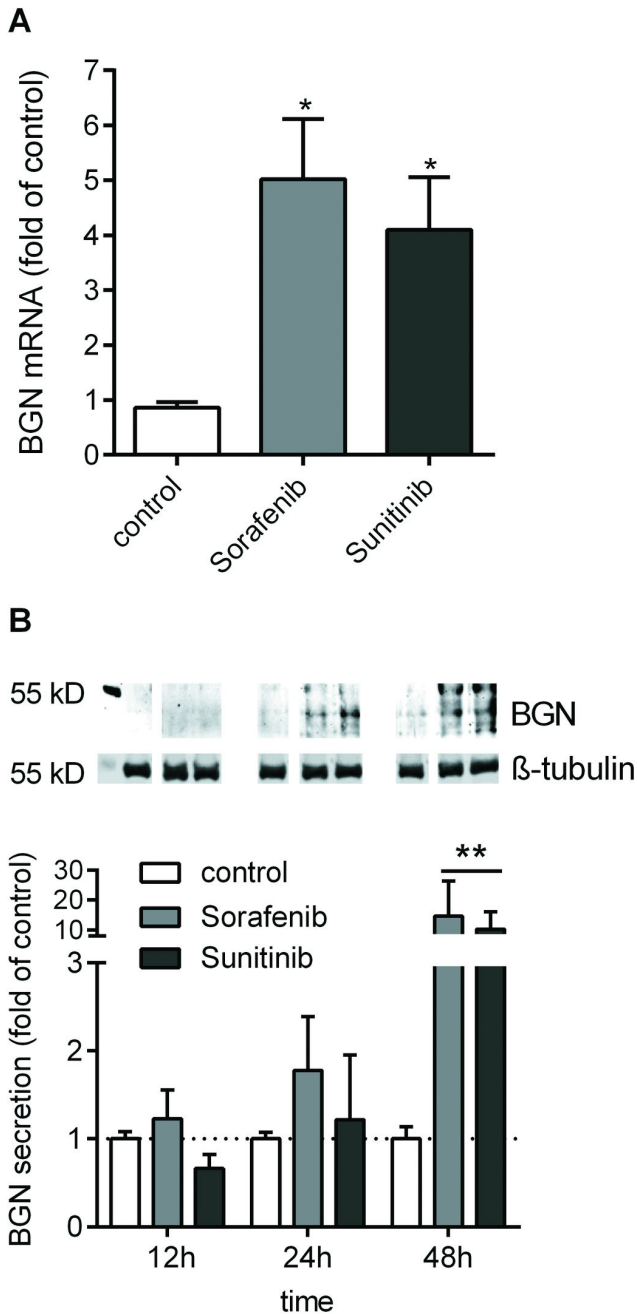 A
BGN mRNA (fold of control)
7
6
5
4
3
2
1
0
*
*
control
Sorafenib
Sunitinib
B
55 kD
BGN
55 kD
ß-tubulin
BGN secretion (fold of control)
30
20
10
3
2
1
0
control
Sorafenib
Sunitinib
**
12h
24h
48h
time